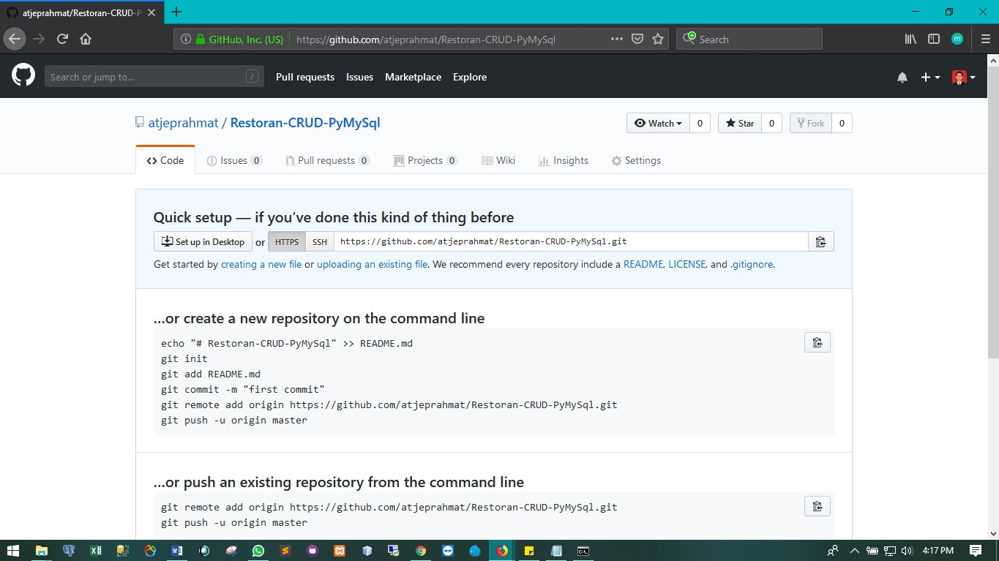 atjeprahmat/Restoran-CRUD-P
GitHub, Inc. (US) https://github.com/atjeprahmat/Restoran-CRUD-PyMySql Search m
Search or jump to... / Pull requests Issues Marketplace Explore
atjeprahmat / Restoran-CRUD-PyMySql Watch 0 Star 0 Fork 0
Code Issues 0 Pull requests 0 Projects 0 Wiki Insights Settings
Quick setup — if you’ve done this kind of thing before
Set up in Desktop or HTTPS SSH https://github.com/atjeprahmat/Restoran-CRUD-PyMySql.git
Get started by creating a new file or uploading an existing file. We recommend every repository include a README, LICENSE, and .gitignore.
…or create a new repository on the command line
echo "# Restoran-CRUD-PyMySql" >> README.md
git init
git add README.md
git commit -m "first commit"
git remote add origin https://github.com/atjeprahmat/Restoran-CRUD-PyMySql.git
git push -u origin master
…or push an existing repository from the command line
git remote add origin https://github.com/atjeprahmat/Restoran-CRUD-PyMySql.git
git push -u origin master
4:17 PM